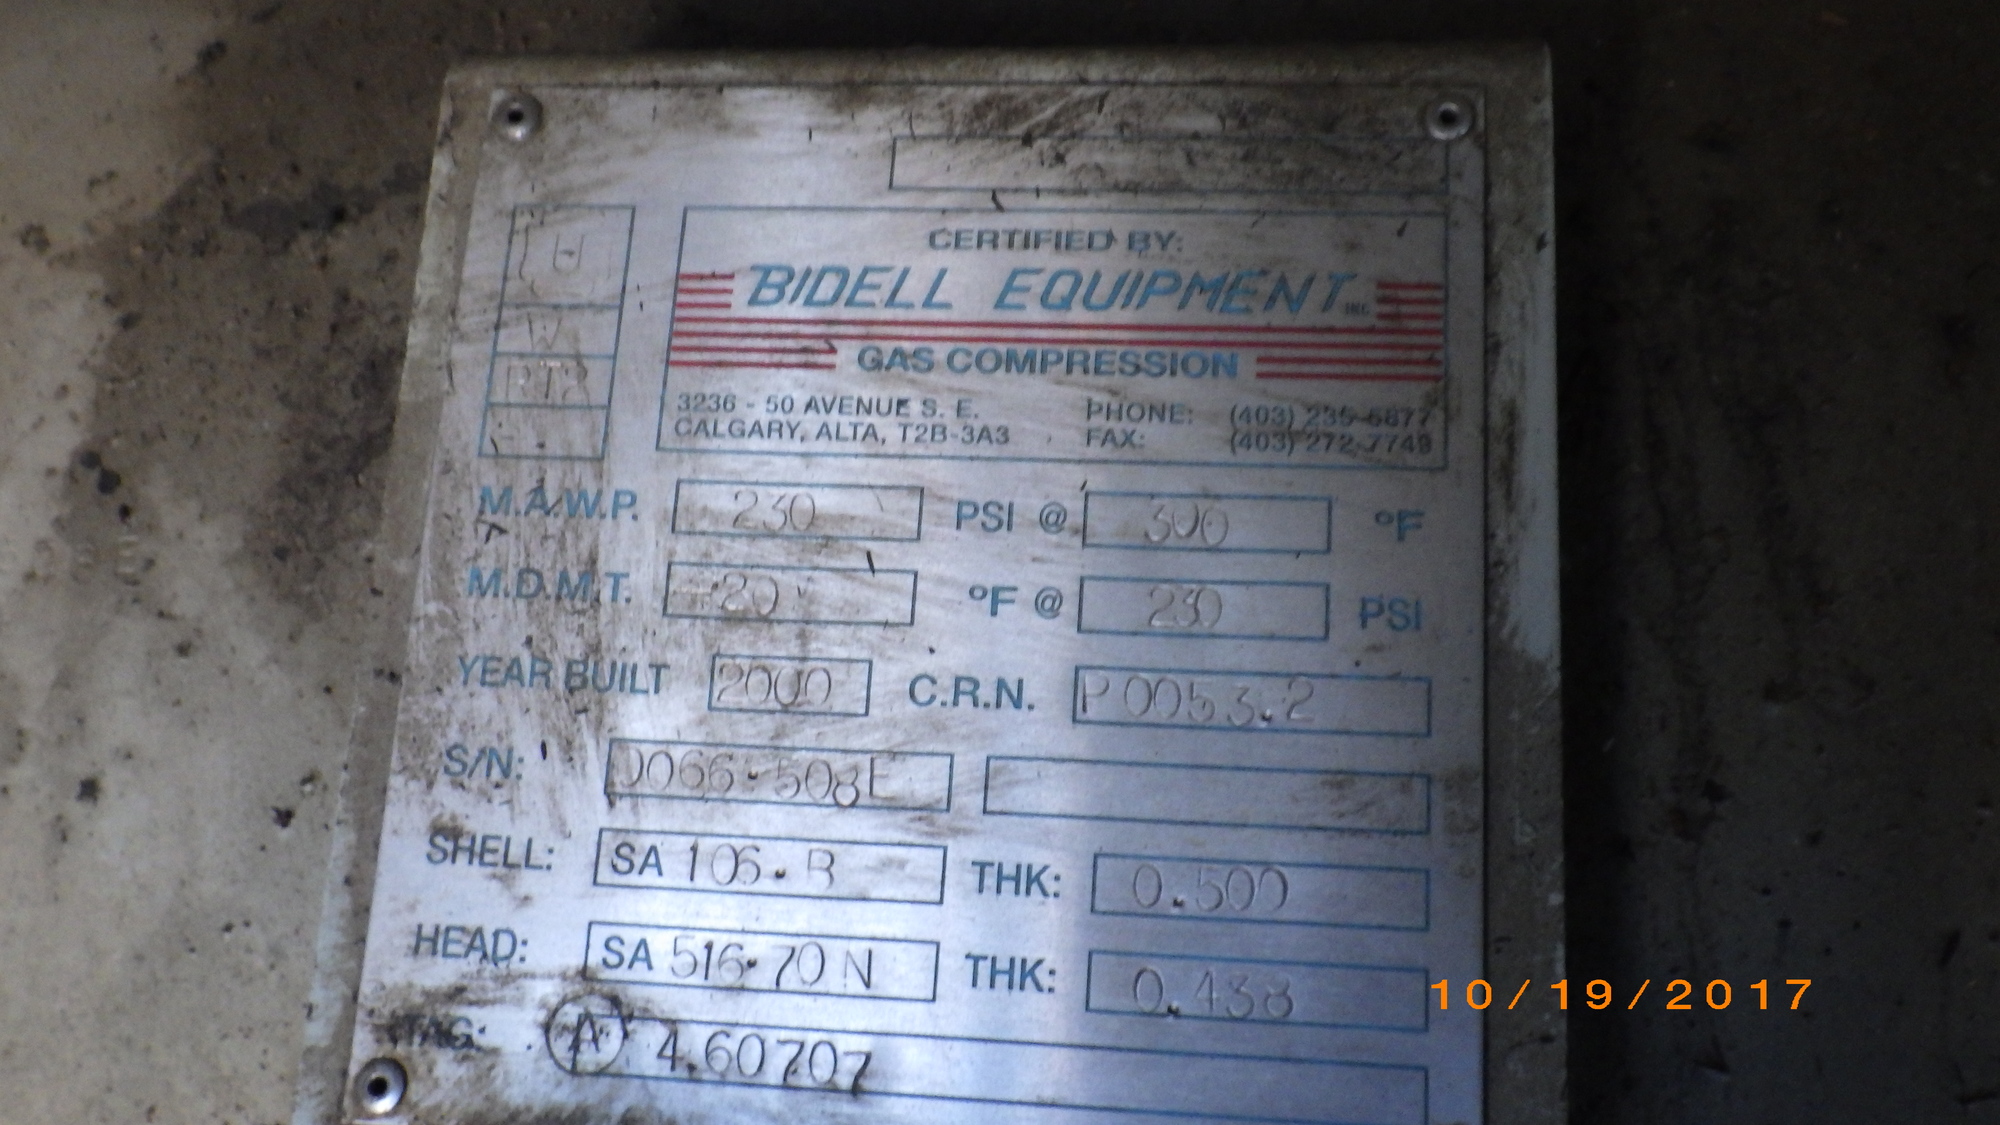 U
W
RT2
CERTIFIED BY:
BIDELL EQUIPMENT INC.
GAS COMPRESSION
3236 - 50 AVENUE S. E. PHONE: (403) 235-5877
CALGARY, ALTA, T2B-3A3 FAX: (403) 272-7749
M.A.W.P. 230 PSI @ 300 °F
M.D.M.T. -20 °F @ 230 PSI
YEAR BUILT 2000 C.R.N. P0053.2
S/N: 0066-508E
SHELL: SA 106-B THK: 0.500
HEAD: SA 516-70N THK: 0.438
TAG: A 4.60707
10/19/2017